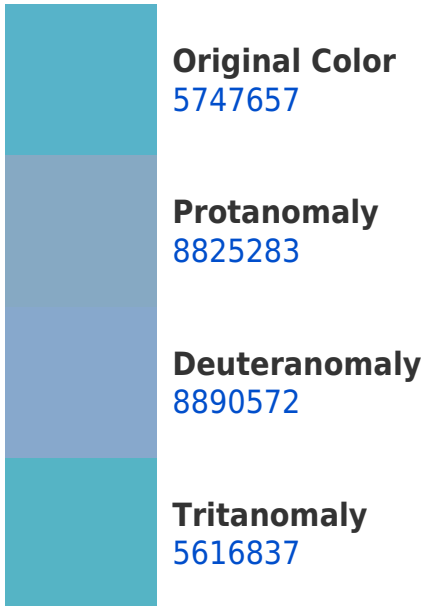 Original Color
5747657
Protanomaly
8825283
Deuteranomaly
8890572
Tritanomaly
5616837